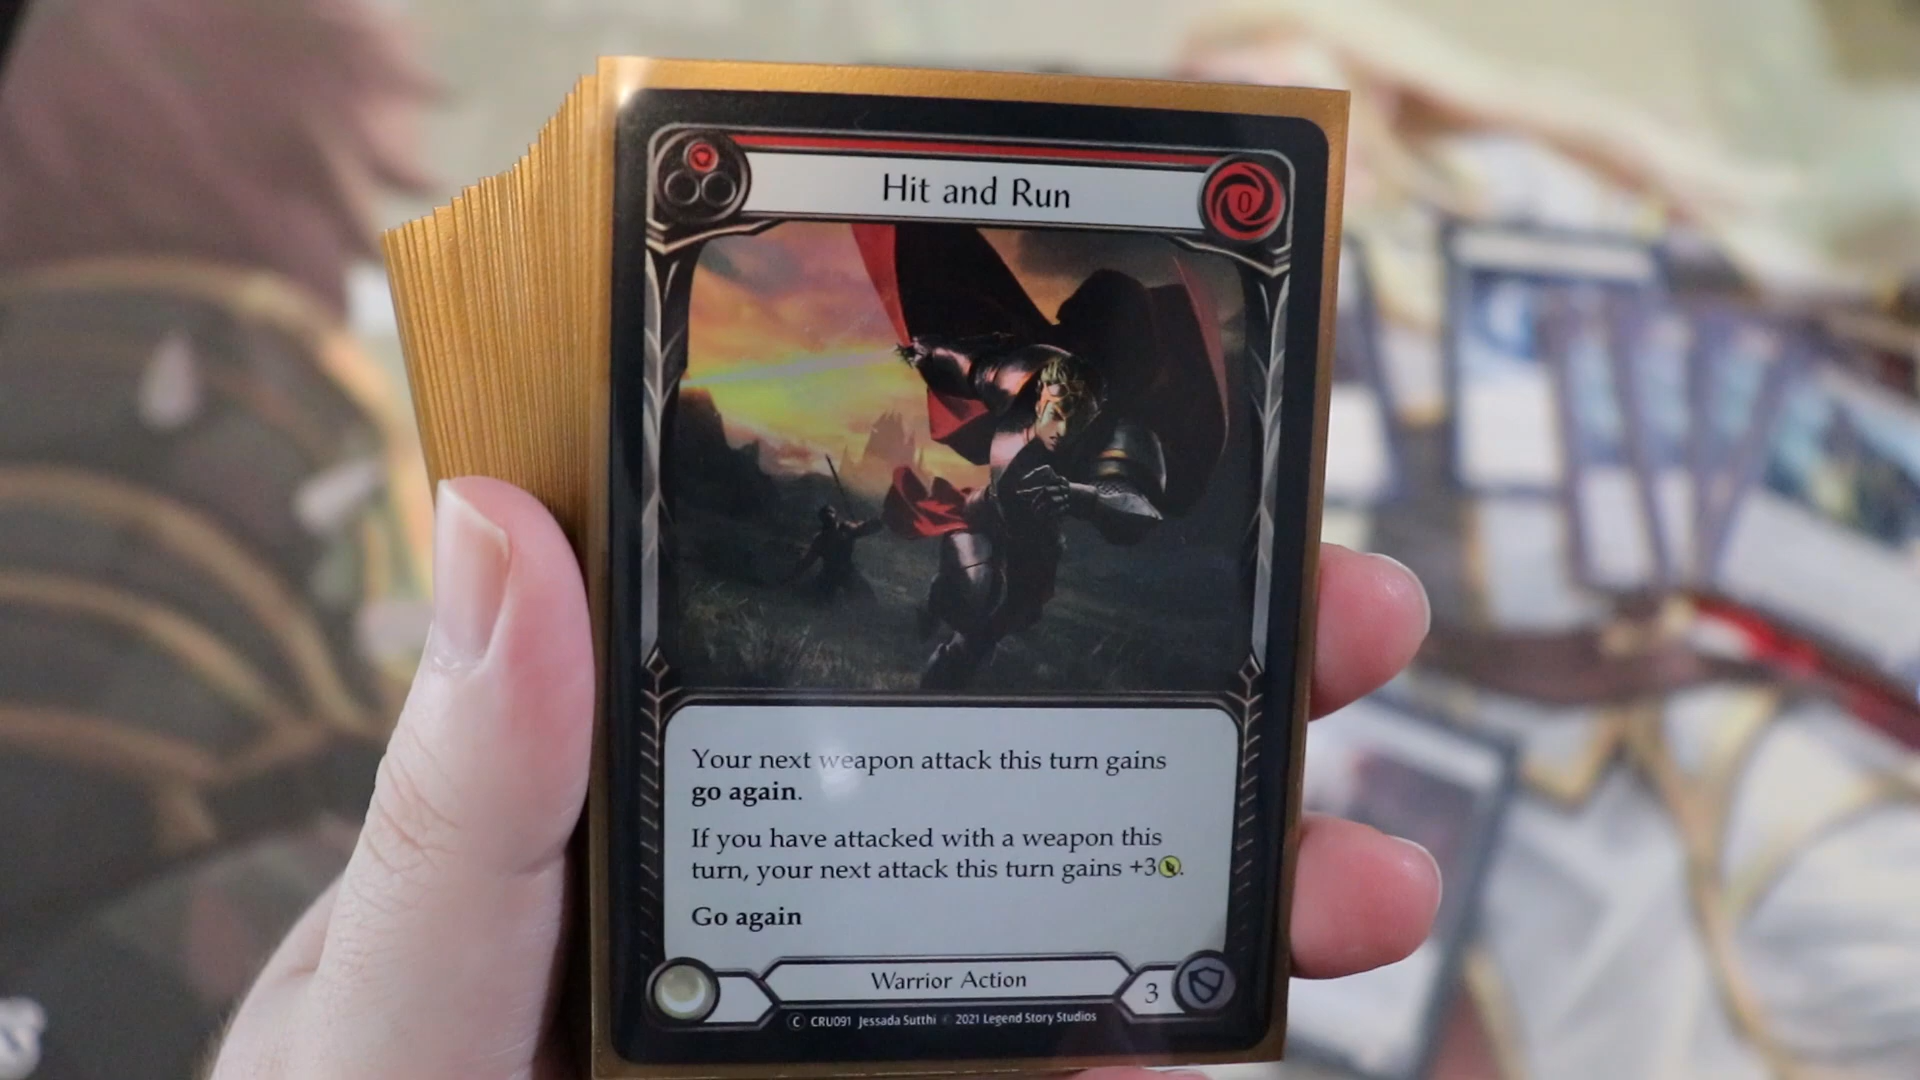 Hit and Run
0
Your next weapon attack this turn gains
go again.
If you have attacked with a weapon this
turn, your next attack this turn gains +3.
Go again
Warrior Action
3
C CRU091 Jessada Sutthi © 2021 Legend Story Studios